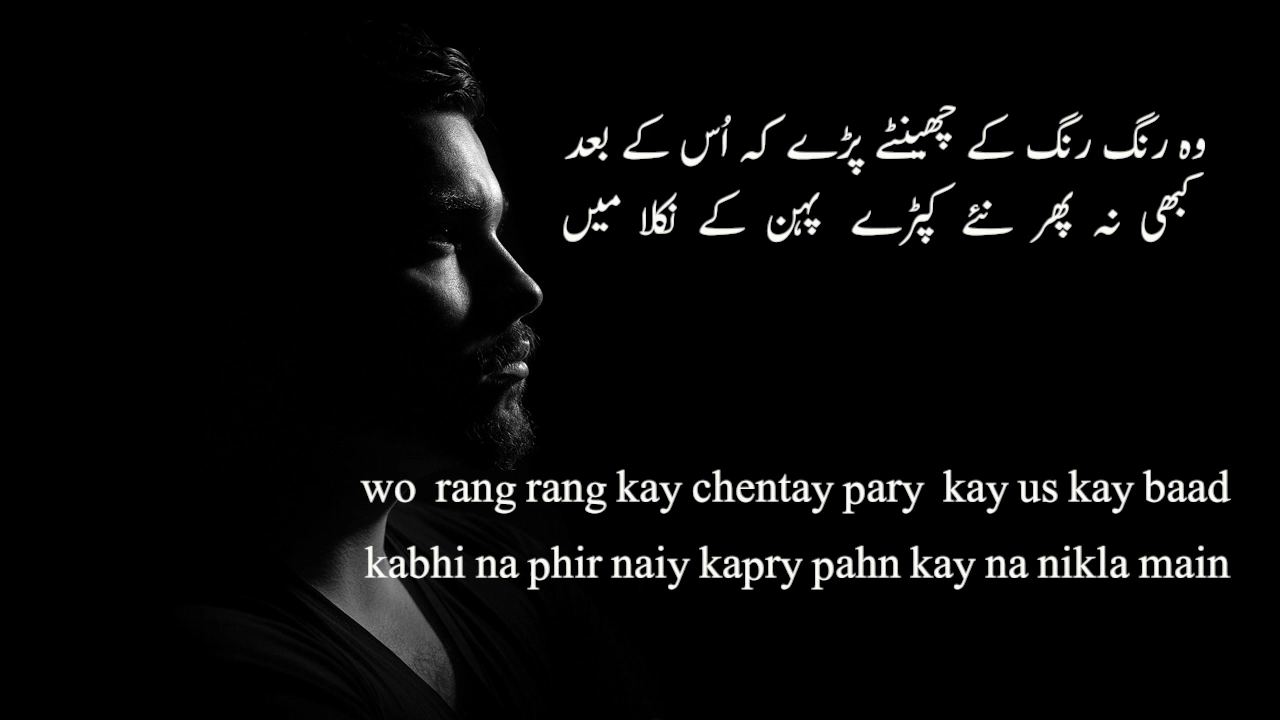 وہ رنگ رنگ کے چھینٹے پڑے کہ اُس کے بعد
کبھی نہ پھر نئے کپڑے پہن کے نکلا میں
wo rang rang kay chentay pary kay us kay baad
kabhi na phir naiy kapry pahn kay na nikla main